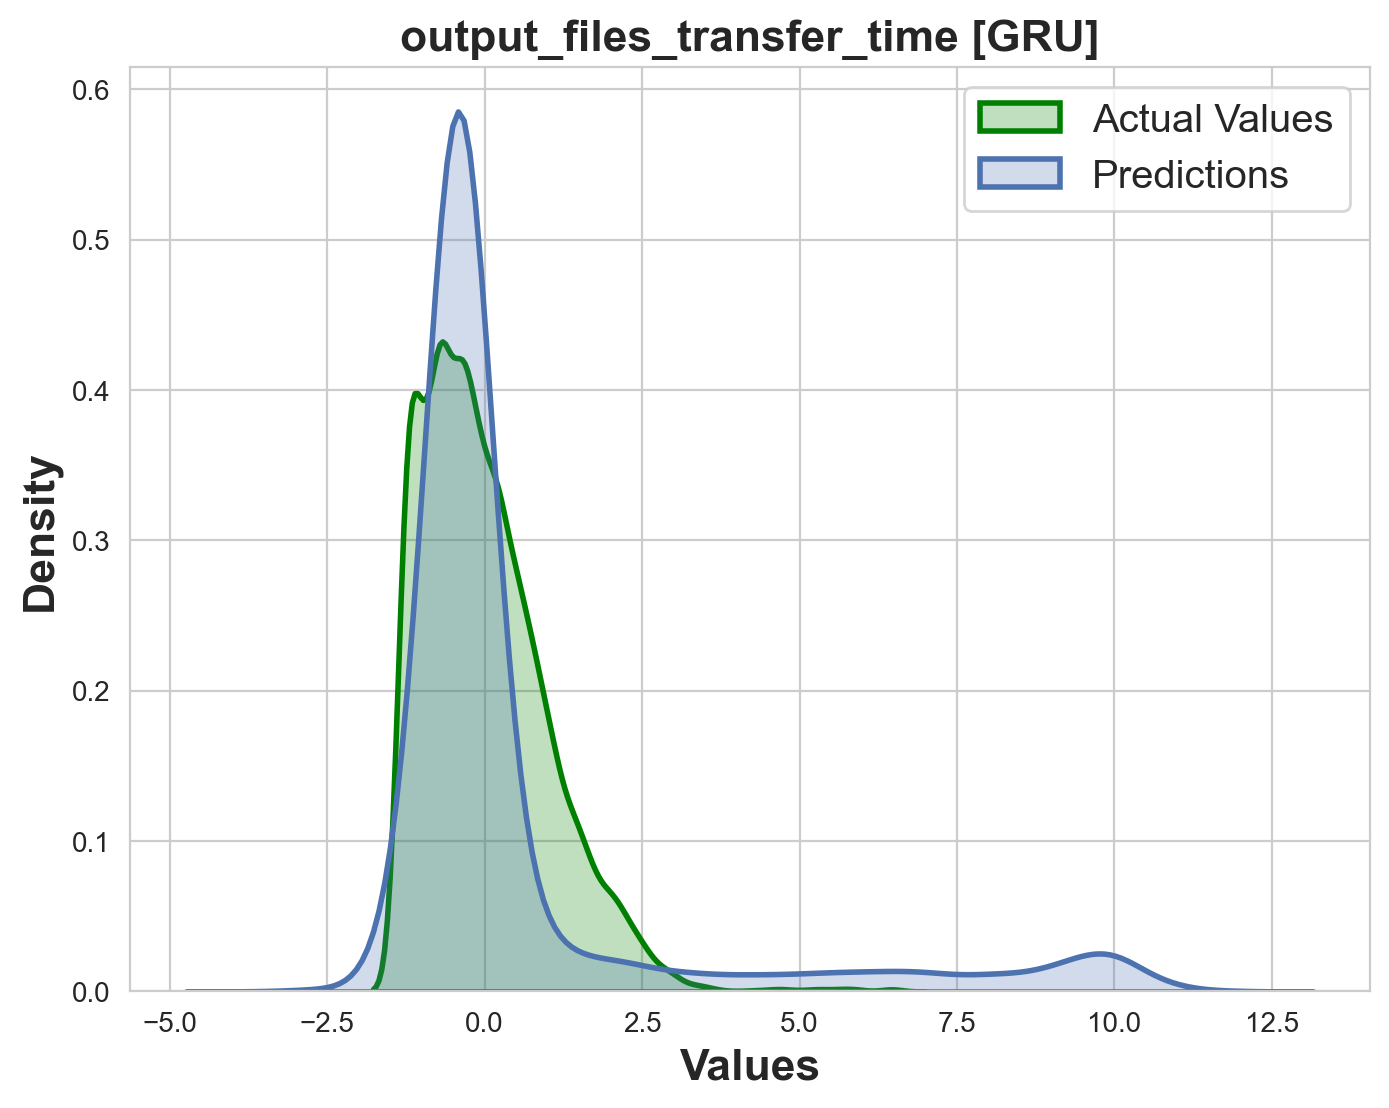 output_files_transfer_time [GRU]
Actual Values
Predictions
Density
0.6
0.5
0.4
0.3
0.2
0.1
0.0
−5.0 −2.5 0.0 2.5 5.0 7.5 10.0 12.5
Values